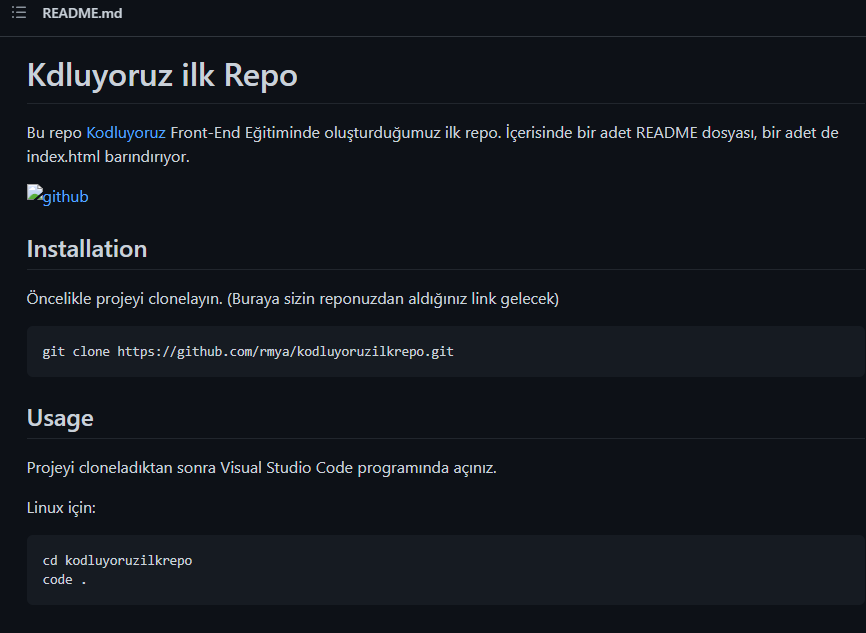 README.md
Kdluyoruz ilk Repo
Bu repo Kodluyoruz Front-End Eğitiminde oluşturduğumuz ilk repo. İçerisinde bir adet README dosyası, bir adet de
index.html barındırıyor.
github
Installation
Öncelikle projeyi clonelayın. (Buraya sizin reponuzdan aldığınız link gelecek)
git clone https://github.com/rmya/kodluyoruzilkrepo.git
Usage
Projeyi cloneladıktan sonra Visual Studio Code programında açınız.
Linux için:
cd kodluyoruzilkrepo
code .